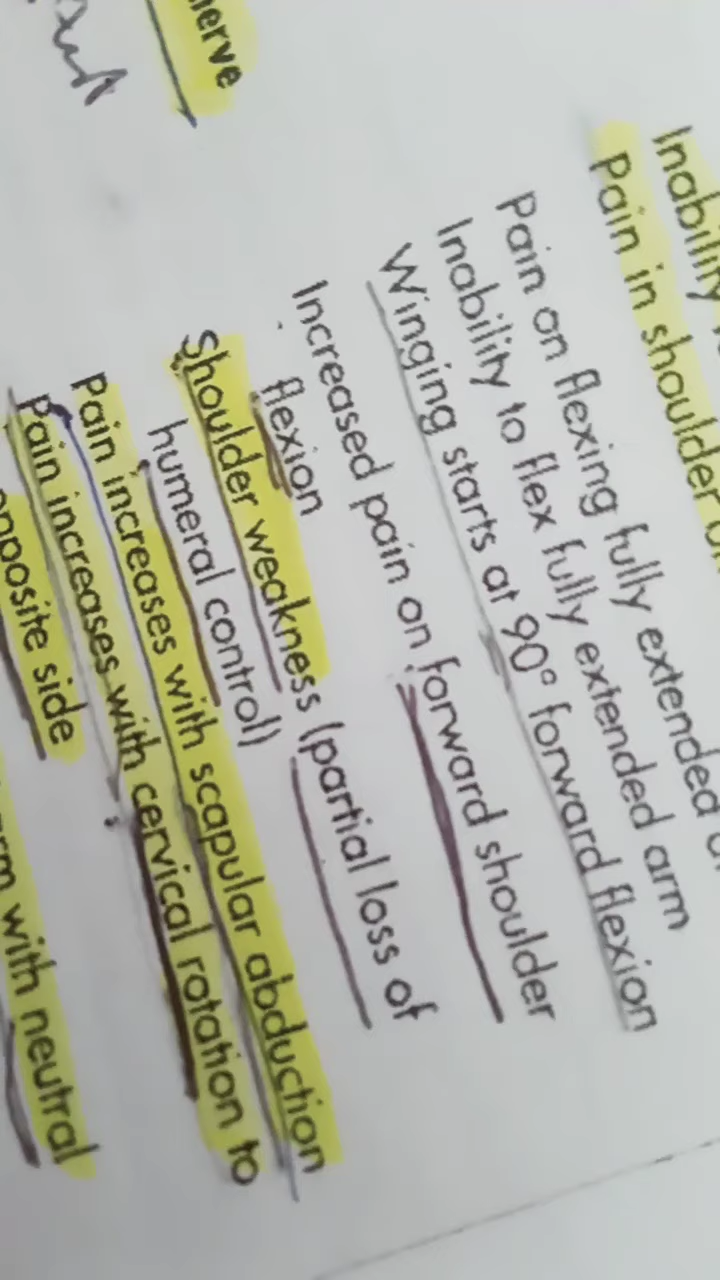 Inability
Pain in shoulder
Pain on flexing fully extended
Inability to flex fully extended arm
Winging starts at 90° forward flexion
Increased pain on forward shoulder
flexion
Shoulder weakness (partial loss of
humeral control)
Pain increases with scapular abduction
Pain increases with cervical rotation to
opposite side
with neutral
nerve